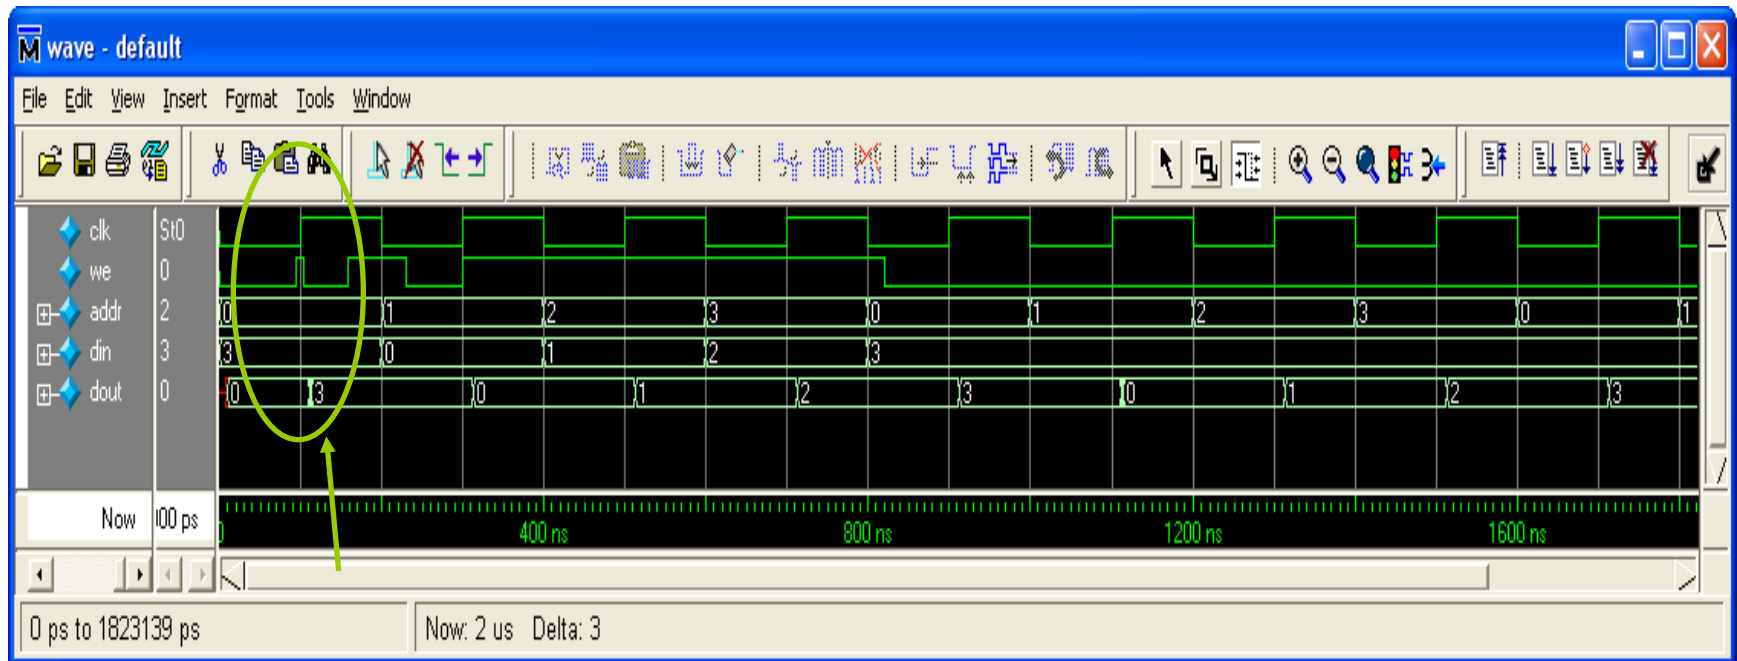 M wave - default
File Edit View Insert Format Tools Window
clk St0
we 0
addr 2 0 1 2 3 0 1 2 3 0 1
din 3 3 0 1 2 3
dout 0 0 3 0 1 2 3 0 1 2 3
Now 00 ps 0 400 ns 800 ns 1200 ns 1600 ns
0 ps to 1823139 ps Now: 2 us Delta: 3